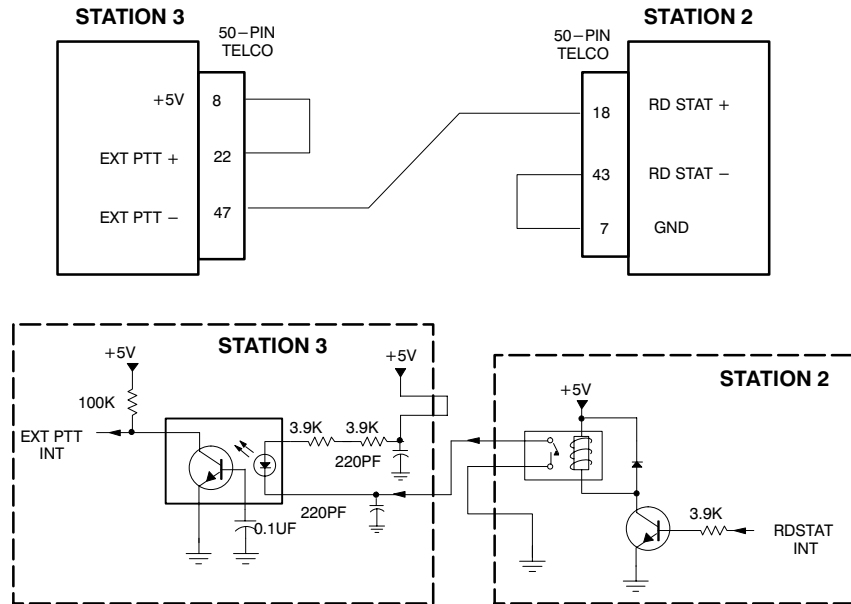 STATION 3
STATION 2
50–PIN
TELCO
50–PIN
TELCO
+5V
8
EXT PTT +
22
EXT PTT –
47
18
RD STAT +
43
RD STAT –
7
GND
STATION 3
+5V
+5V
100K
EXT PTT
INT
3.9K
3.9K
220PF
220PF
0.1UF
STATION 2
+5V
3.9K
RDSTAT
INT